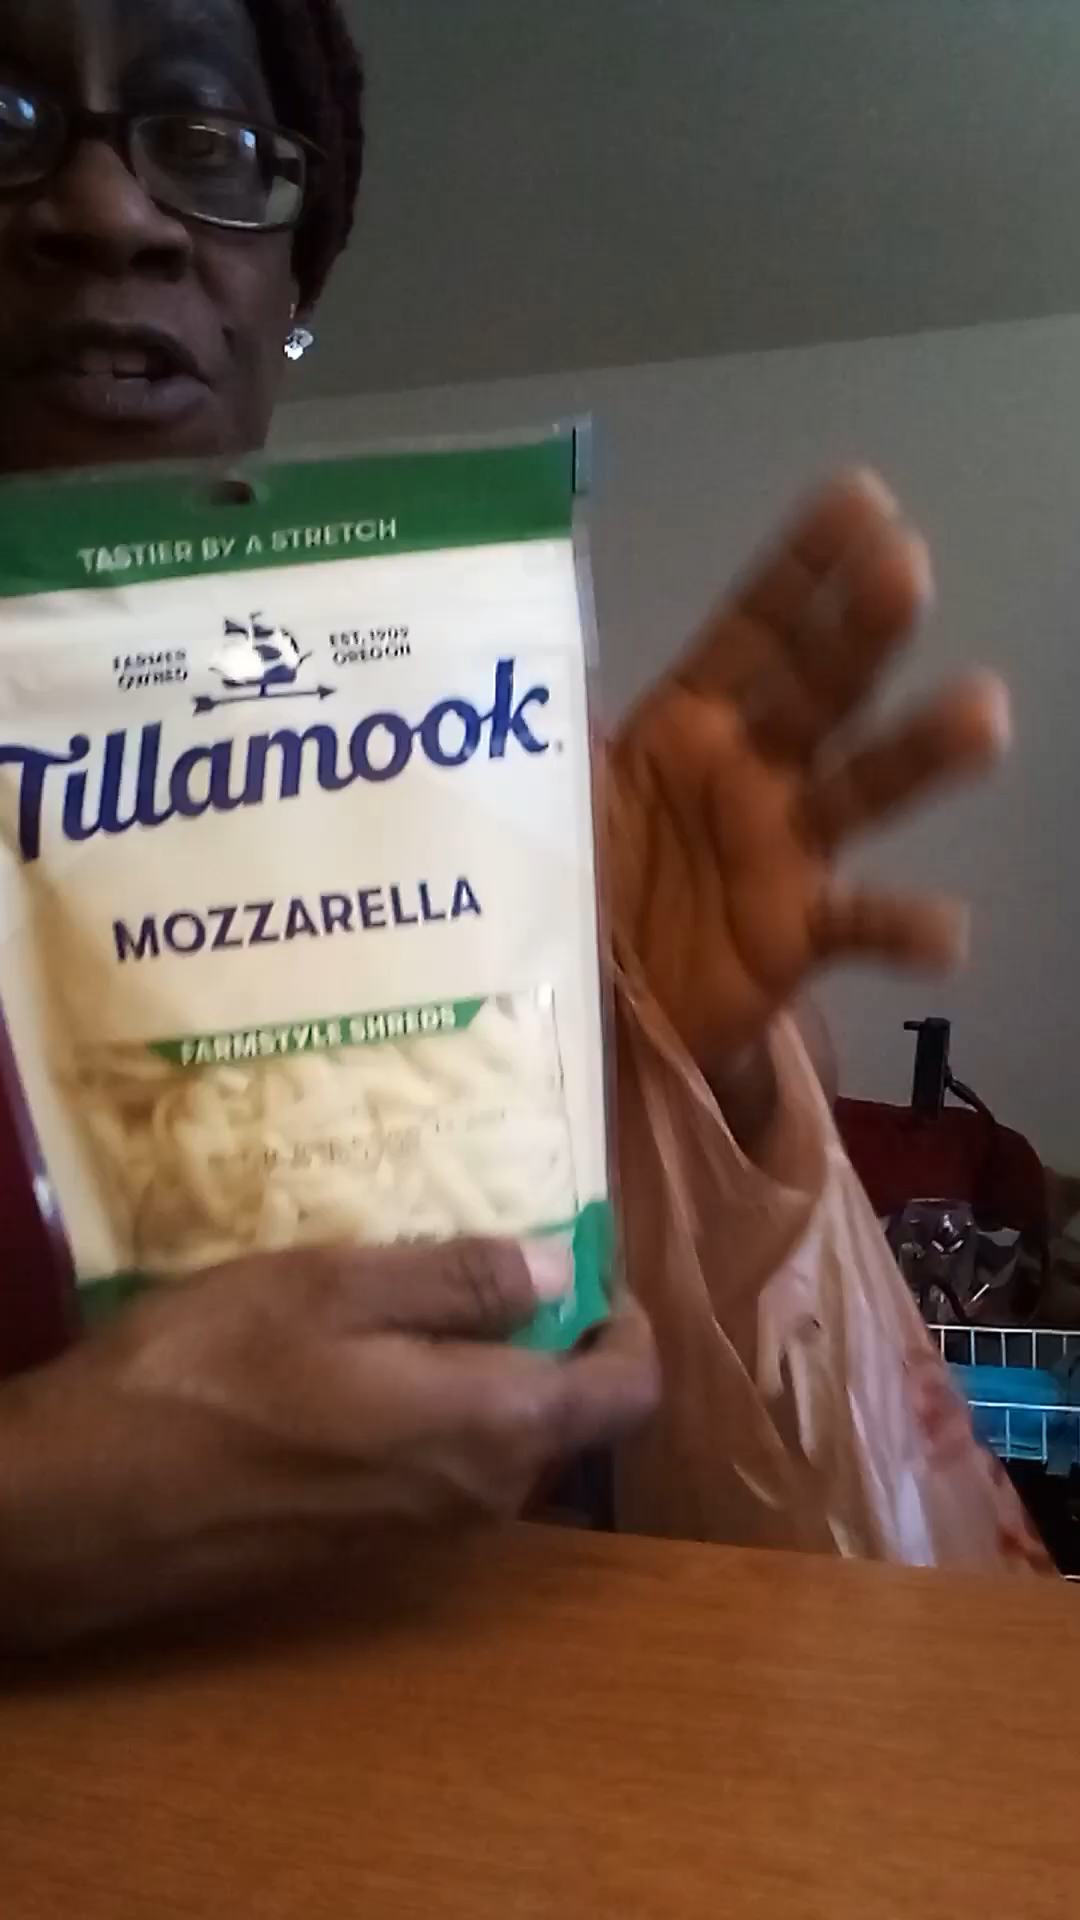 TASTIER BY A STRETCH
FARMER OWNED
EST. 1909 OREGON
Tillamook
MOZZARELLA
FARMSTYLE SHREDS